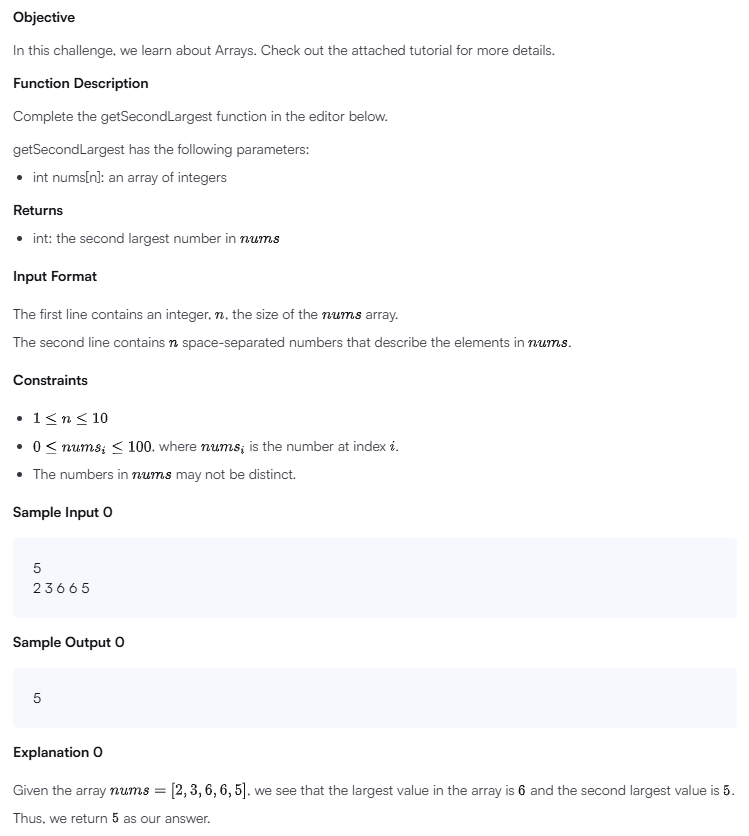 Objective
In this challenge, we learn about Arrays. Check out the attached tutorial for more details.
Function Description
Complete the getSecondLargest function in the editor below.
getSecondLargest has the following parameters:
• int nums[n]: an array of integers
Returns
• int: the second largest number in nums
Input Format
The first line contains an integer, n, the size of the nums array.
The second line contains n space-separated numbers that describe the elements in nums.
Constraints
• 1 ≤ n ≤ 10
• 0 ≤ numsᵢ ≤ 100, where numsᵢ is the number at index i.
• The numbers in nums may not be distinct.
Sample Input 0
5
2 3 6 6 5
Sample Output 0
5
Explanation 0
Given the array nums = [2, 3, 6, 6, 5], we see that the largest value in the array is 6 and the second largest value is 5.
Thus, we return 5 as our answer.